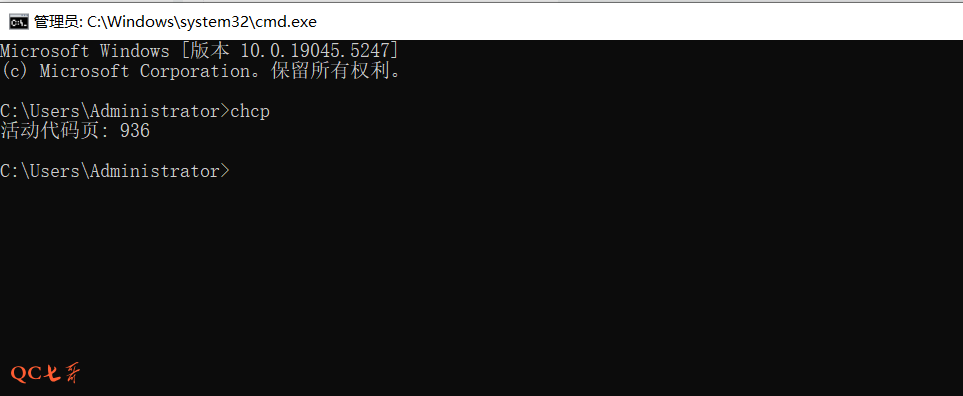 管理员: C:\Windows\system32\cmd.exe
Microsoft Windows [版本 10.0.19045.5247]
(c) Microsoft Corporation。保留所有权利。
C:\Users\Administrator>chcp
活动代码页: 936
C:\Users\Administrator>
QC七哥